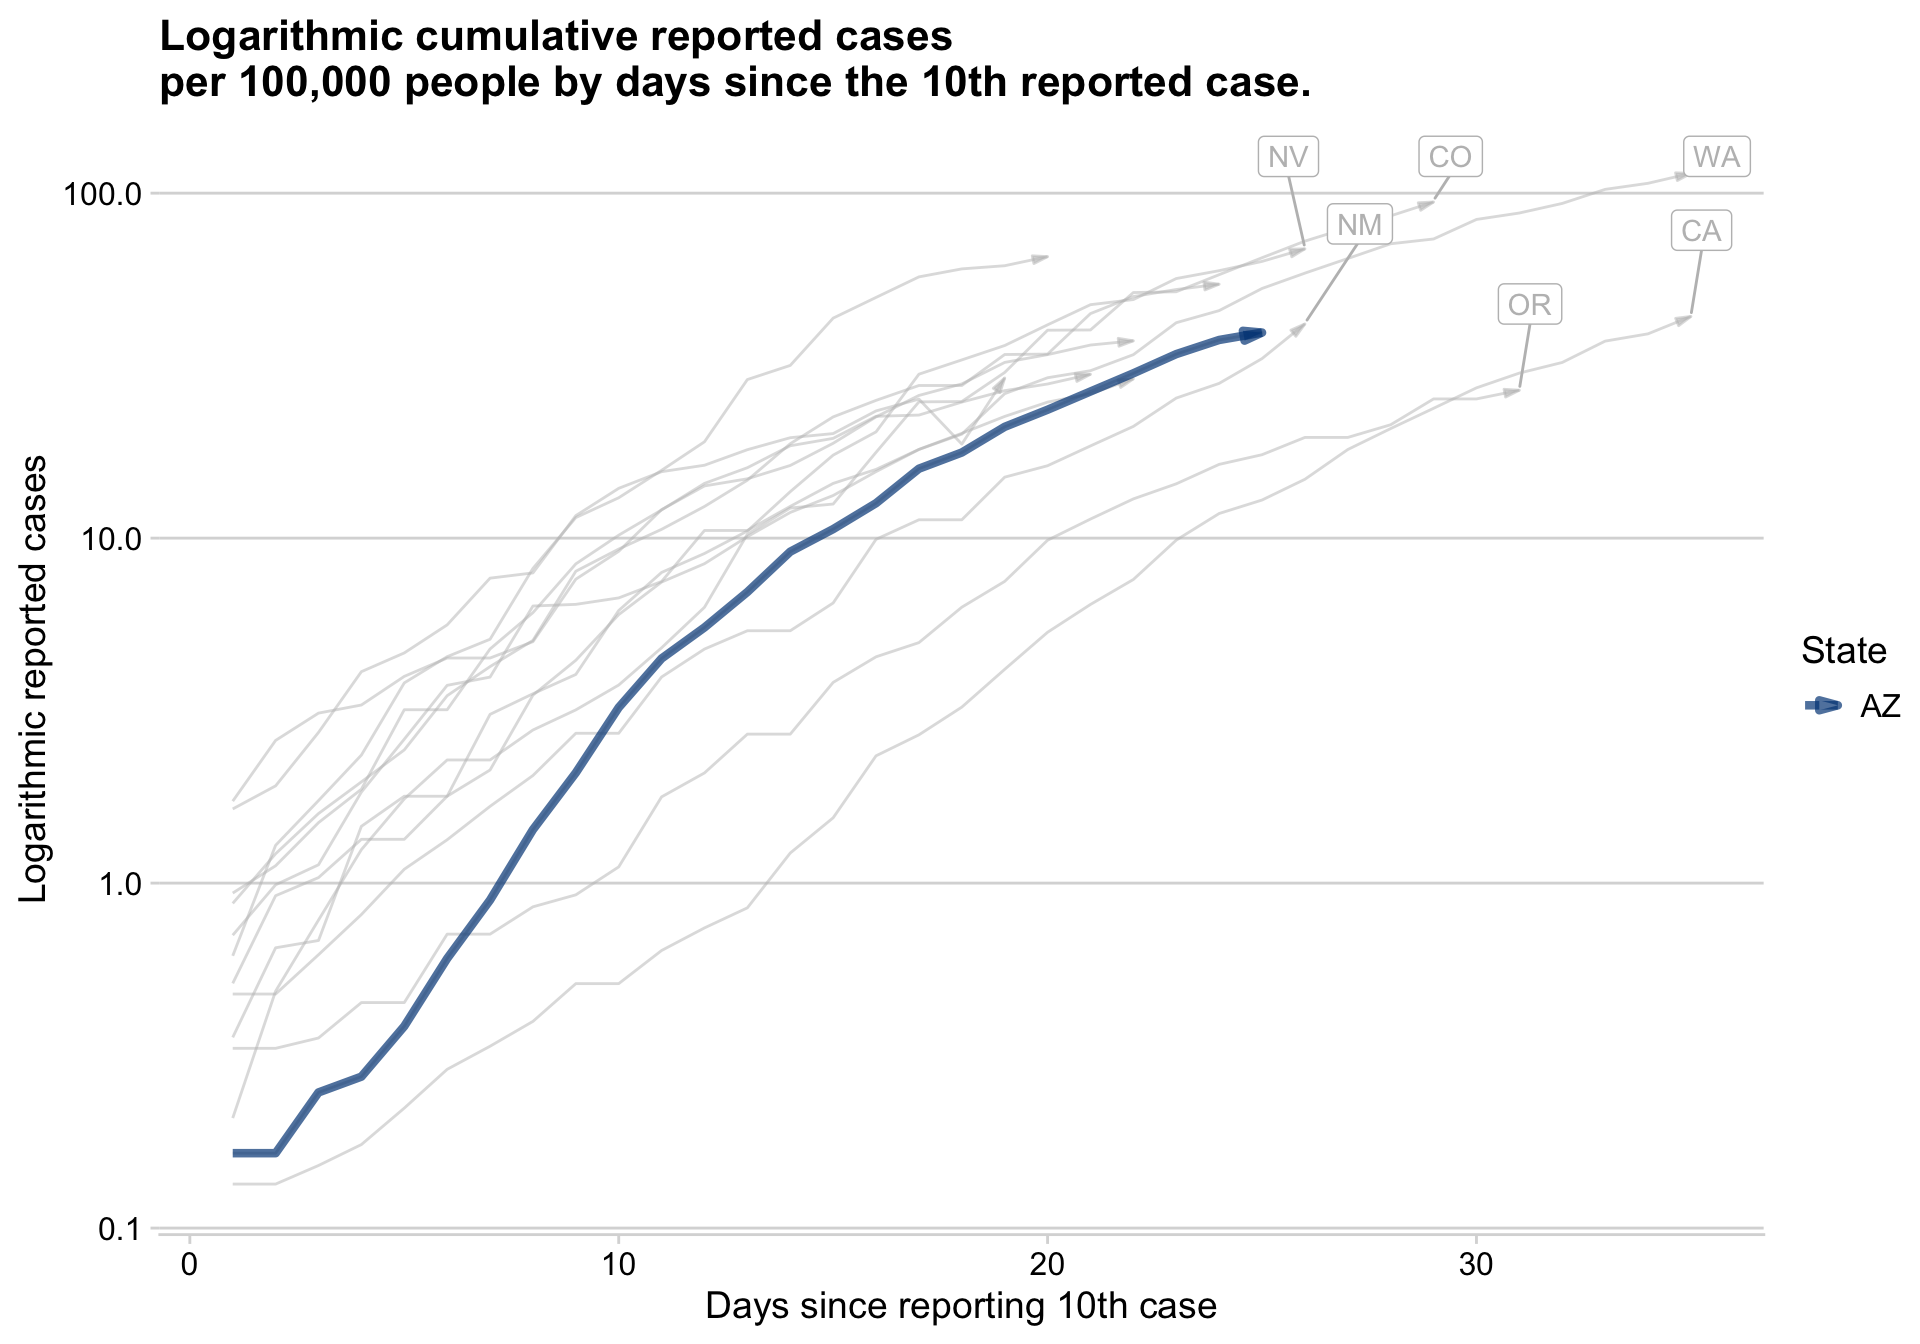 Logarithmic cumulative reported cases
per 100,000 people by days since the 10th reported case.
NV
CO
WA
100.0
NM
CA
OR
10.0
Logarithmic reported cases
State
AZ
1.0
0.1
0
10
20
30
Days since reporting 10th case